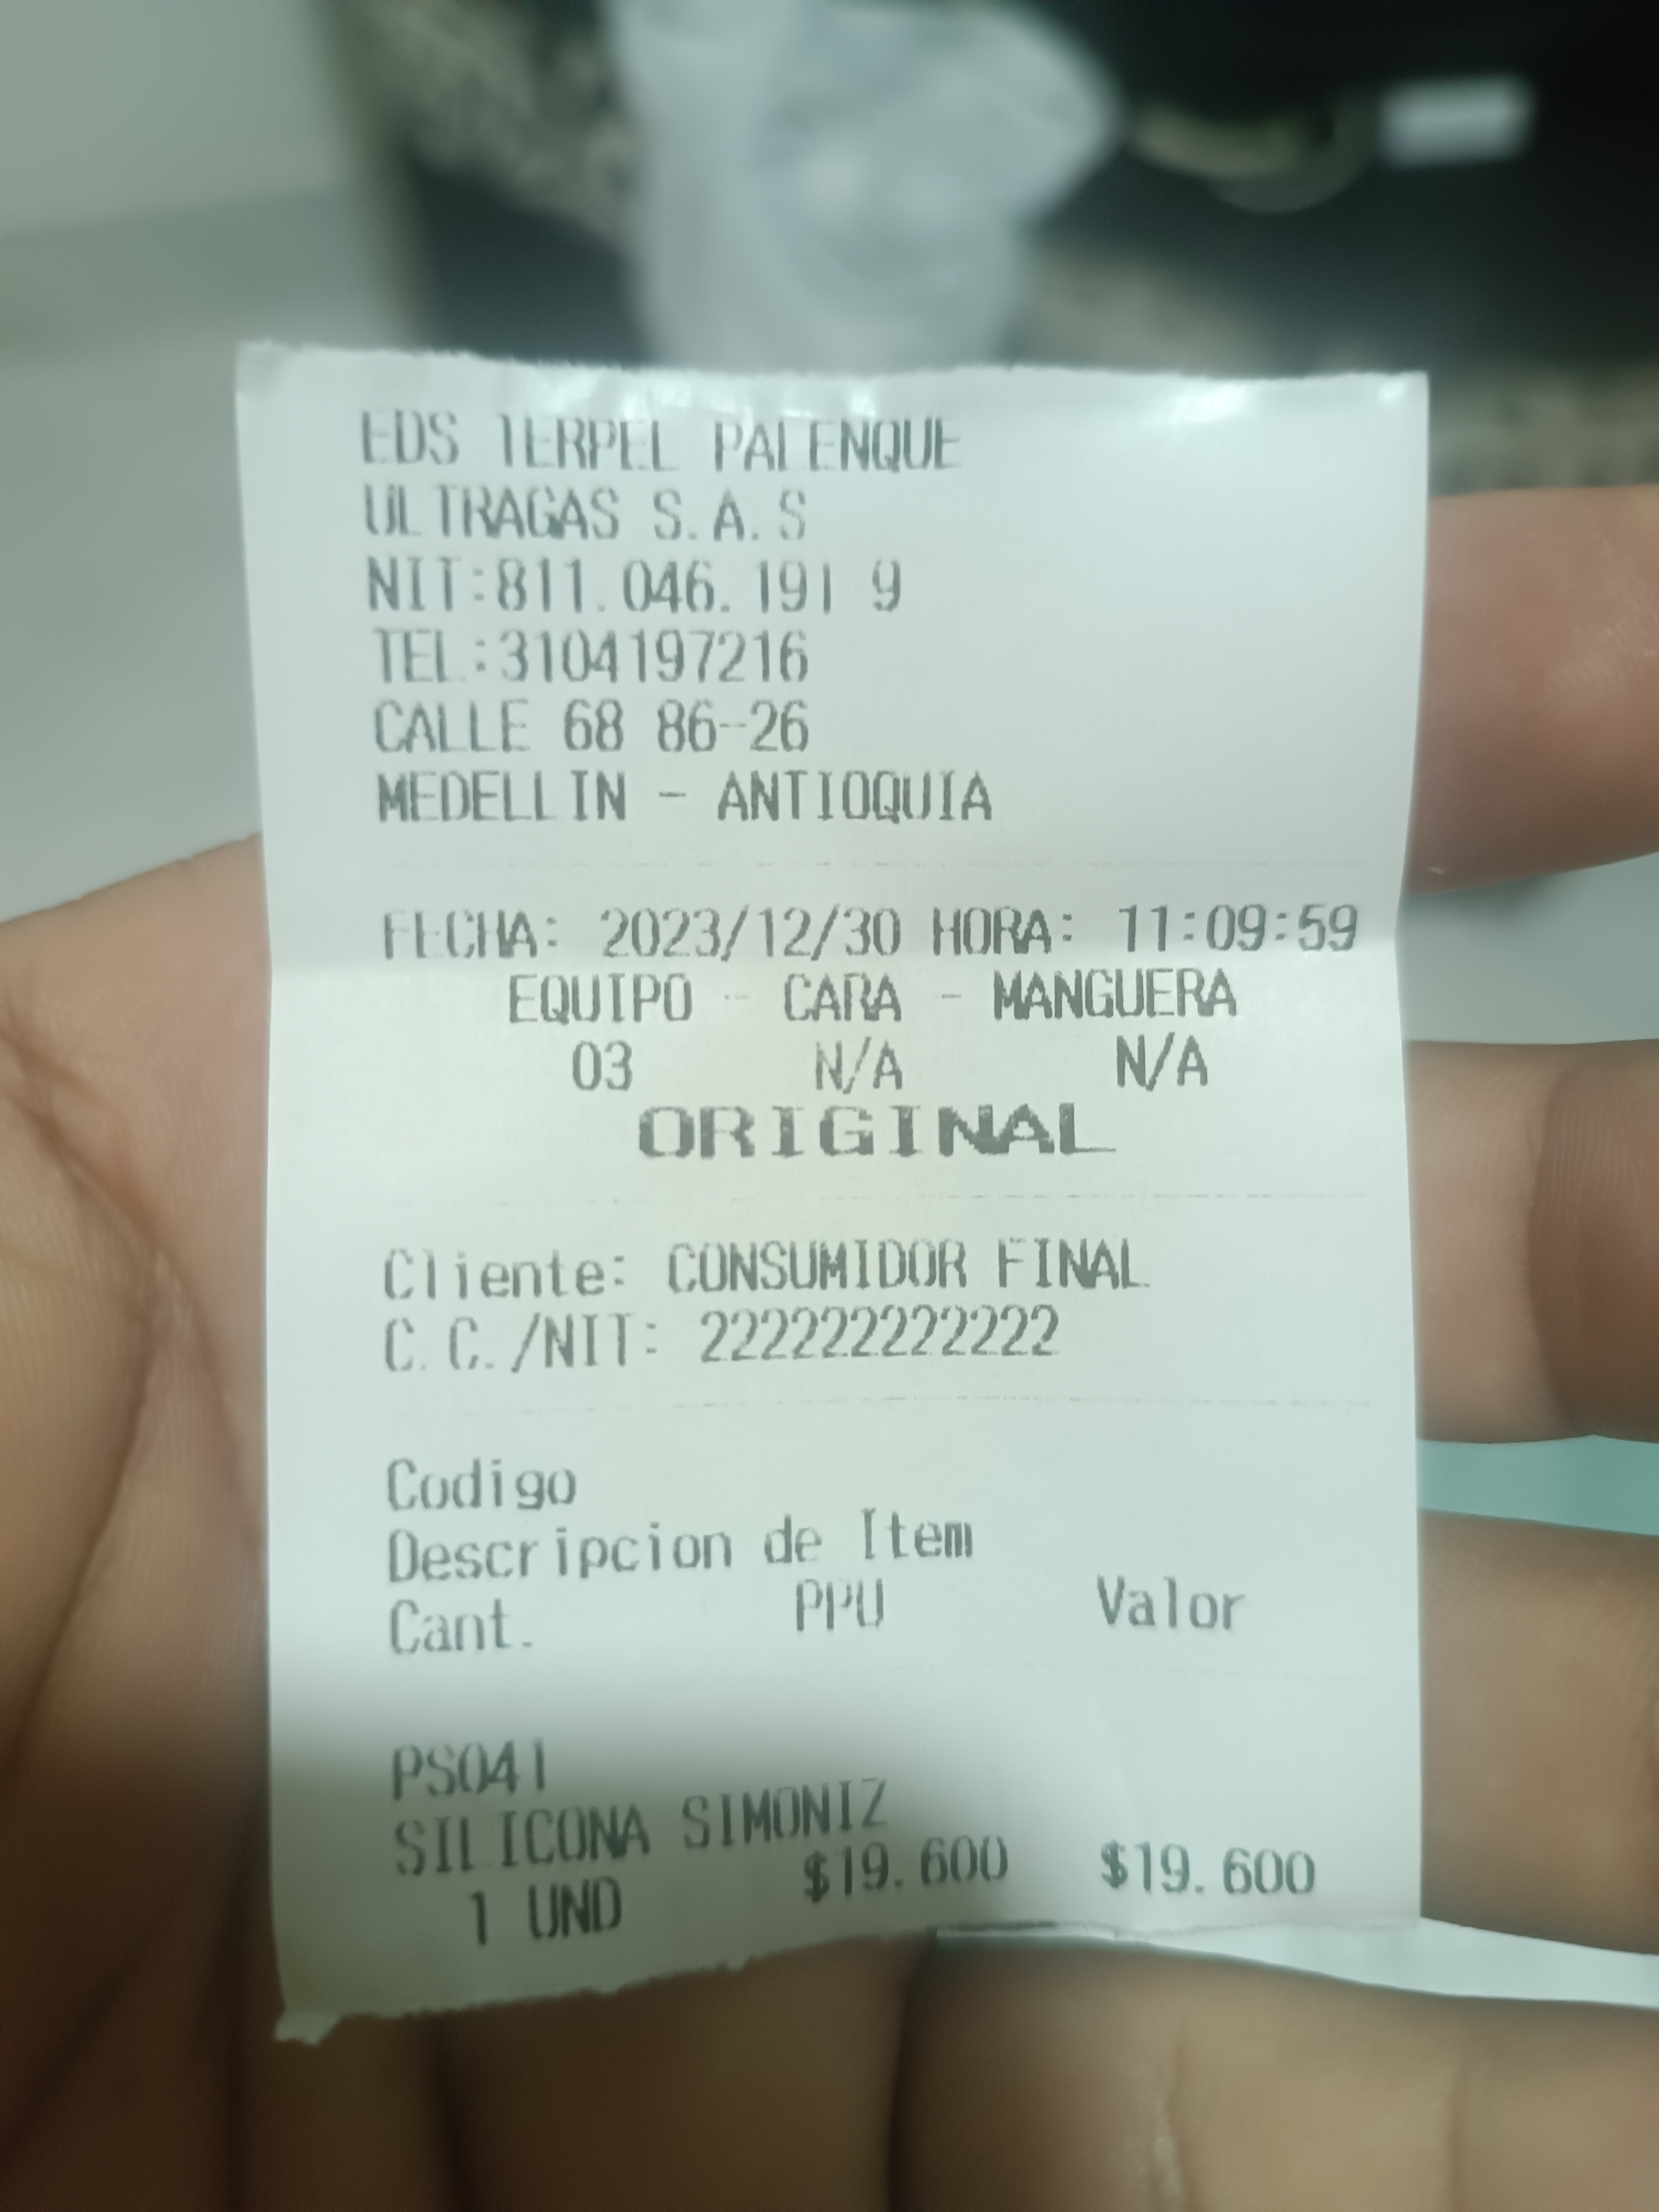 EDS TERPEL PALENQUE
ULTRAGAS S.A.S
NIT:811.046.191 9
TEL:3104197216
CALLE 68 86-26
MEDELLIN - ANTIOQUIA
FECHA: 2023/12/30 HORA: 11:09:59
EQUIPO - CARA - MANGUERA
03 N/A N/A
ORIGINAL
Cliente: CONSUMIDOR FINAL
C.C./NIT: 222222222222
Codigo
Descripcion de Item
Cant. PPU Valor
PS041
SILICONA SIMONIZ
1 UND $19.600 $19.600